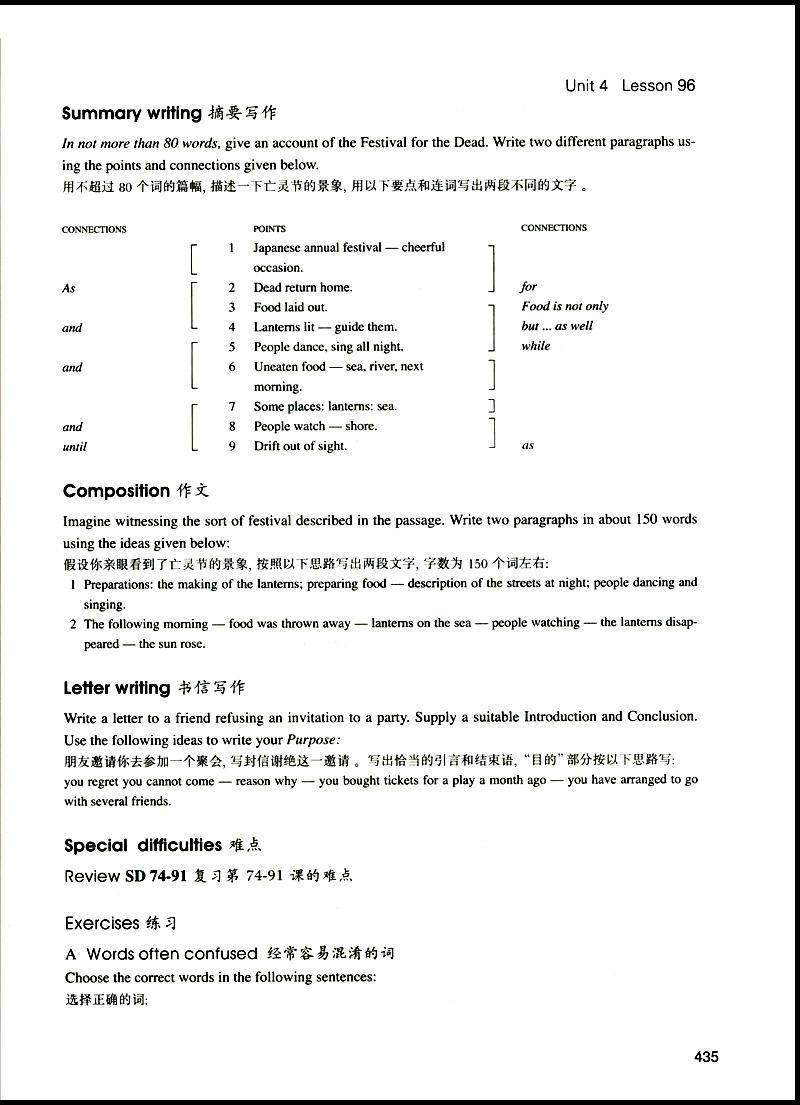 Unit 4 Lesson 96
Summary writing 摘要写作
In not more than 80 words, give an account of the Festival for the Dead. Write two different paragraphs us-
ing the points and connections given below.
用不超过 80 个词的篇幅, 描述一下亡灵节的景象, 用以下要点和连词写出两段不同的文字 。
CONNECTIONS POINTS CONNECTIONS
1 Japanese annual festival — cheerful
occasion.
As 2 Dead return home. for
3 Food laid out. Food is not only
and 4 Lanterns lit — guide them. but ... as well
5 People dance, sing all night. while
and 6 Uneaten food — sea, river, next
morning.
7 Some places: lanterns: sea.
and 8 People watch — shore.
until 9 Drift out of sight. as
Composition 作文
Imagine witnessing the sort of festival described in the passage. Write two paragraphs in about 150 words
using the ideas given below:
假设你亲眼看到了亡灵节的景象, 按照以下思路写出两段文字, 字数为 150 个词左右:
1 Preparations: the making of the lanterns; preparing food — description of the streets at night; people dancing and
singing.
2 The following morning — food was thrown away — lanterns on the sea — people watching — the lanterns disap-
peared — the sun rose.
Letter writing 书信写作
Write a letter to a friend refusing an invitation to a party. Supply a suitable Introduction and Conclusion.
Use the following ideas to write your Purpose:
朋友邀请你去参加一个聚会, 写封信谢绝这一邀请 。写出恰当的引言和结束语, “目的”部分按以下思路写:
you regret you cannot come — reason why — you bought tickets for a play a month ago — you have arranged to go
with several friends.
Special difficulties 难点
Review SD 74-91 复习第 74-91 课的难点
Exercises 练习
A Words often confused 经常容易混淆的词
Choose the correct words in the following sentences:
选择正确的词:
435